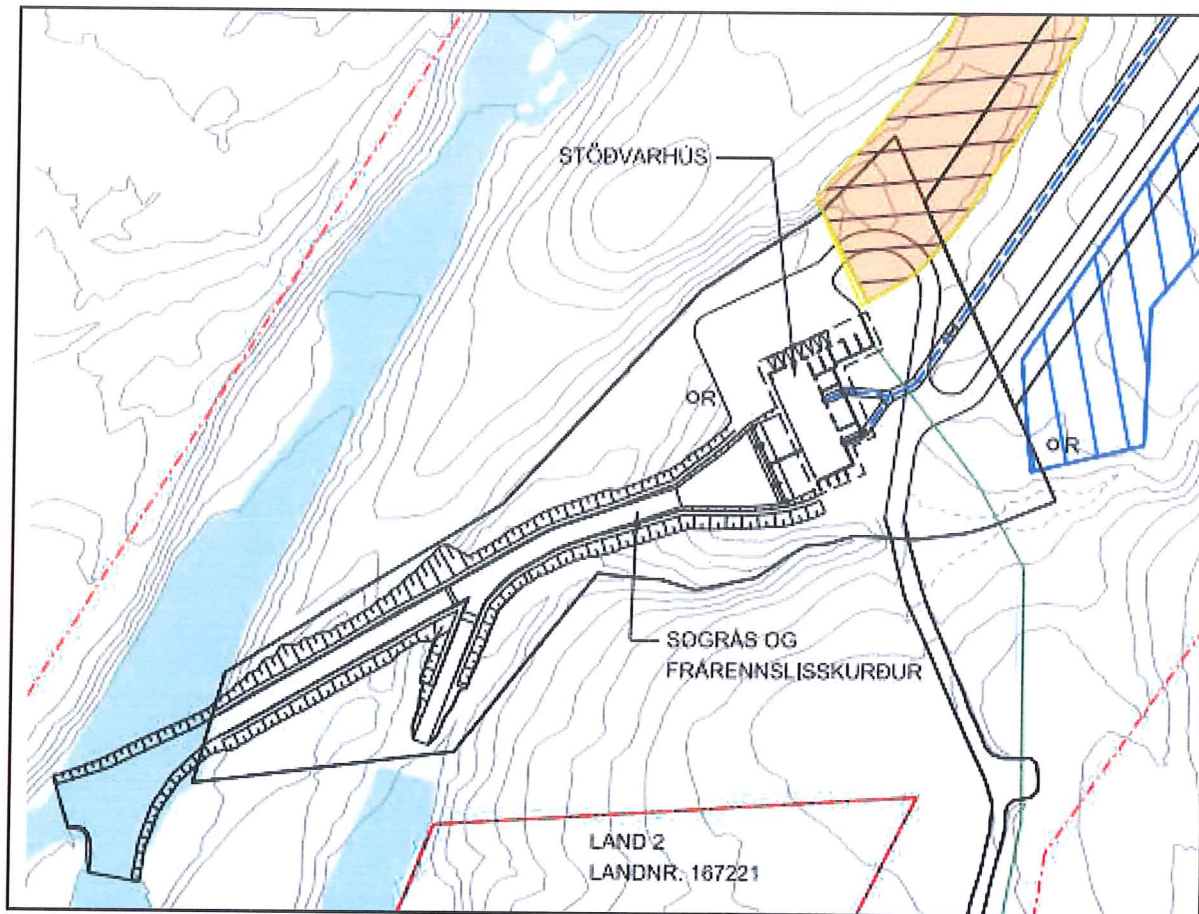 STÖÐVARHÚS
OR
OR
SOGRÁS OG
FRÁRENNSLISSKURÐUR
LAND 2
LANDNR. 167221